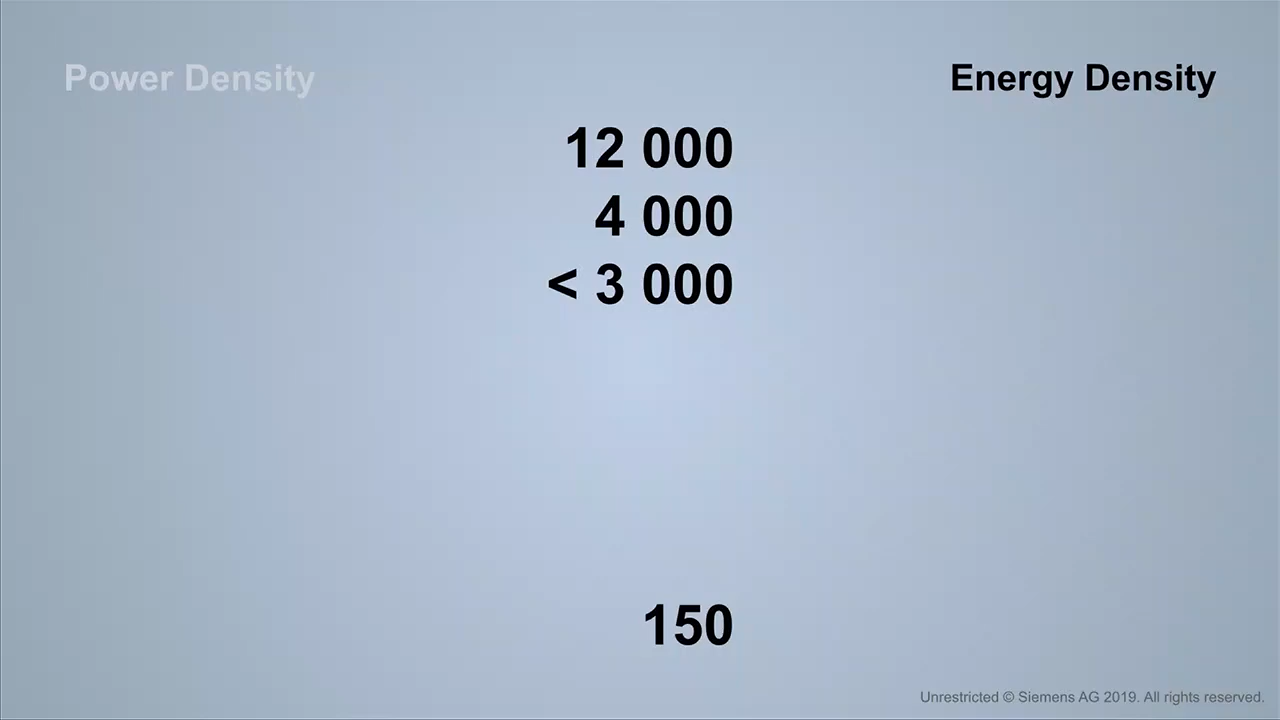 Power Density
Energy Density
12 000
4 000
< 3 000
150
Unrestricted © Siemens AG 2019. All rights reserved.